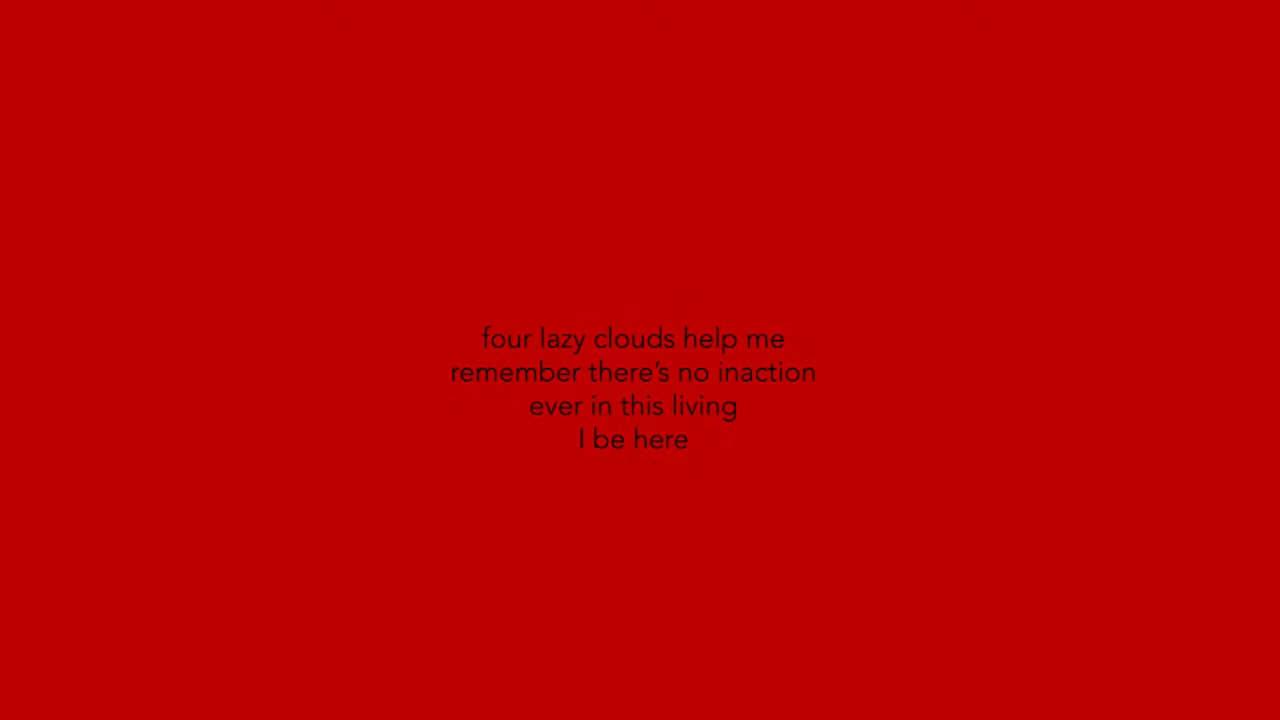 four lazy clouds help me
remember there’s no inaction
ever in this living
I be here